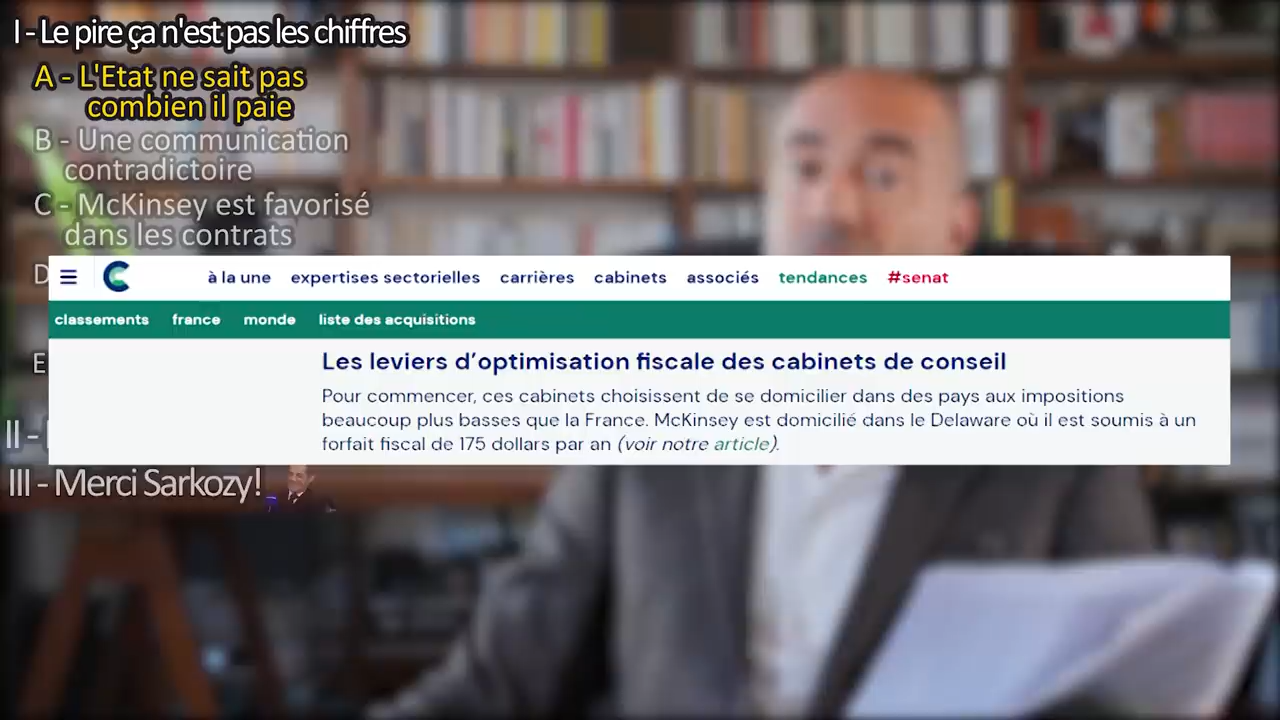 I - Le pire ça n'est pas les chiffres
A - L'Etat ne sait pas
combien il paie
B - Une communication
contradictoire
C - McKinsey est favorisé
dans les contrats
D
à la une expertises sectorielles carrières cabinets associés tendances #senat
classements france monde liste des acquisitions
Les leviers d'optimisation fiscale des cabinets de conseil
E
Pour commencer, ces cabinets choisissent de se domicilier dans des pays aux impositions
beaucoup plus basses que la France. McKinsey est domicilié dans le Delaware où il est soumis à un
II -
forfait fiscal de 175 dollars par an (voir notre article).
III - Merci Sarkozy!